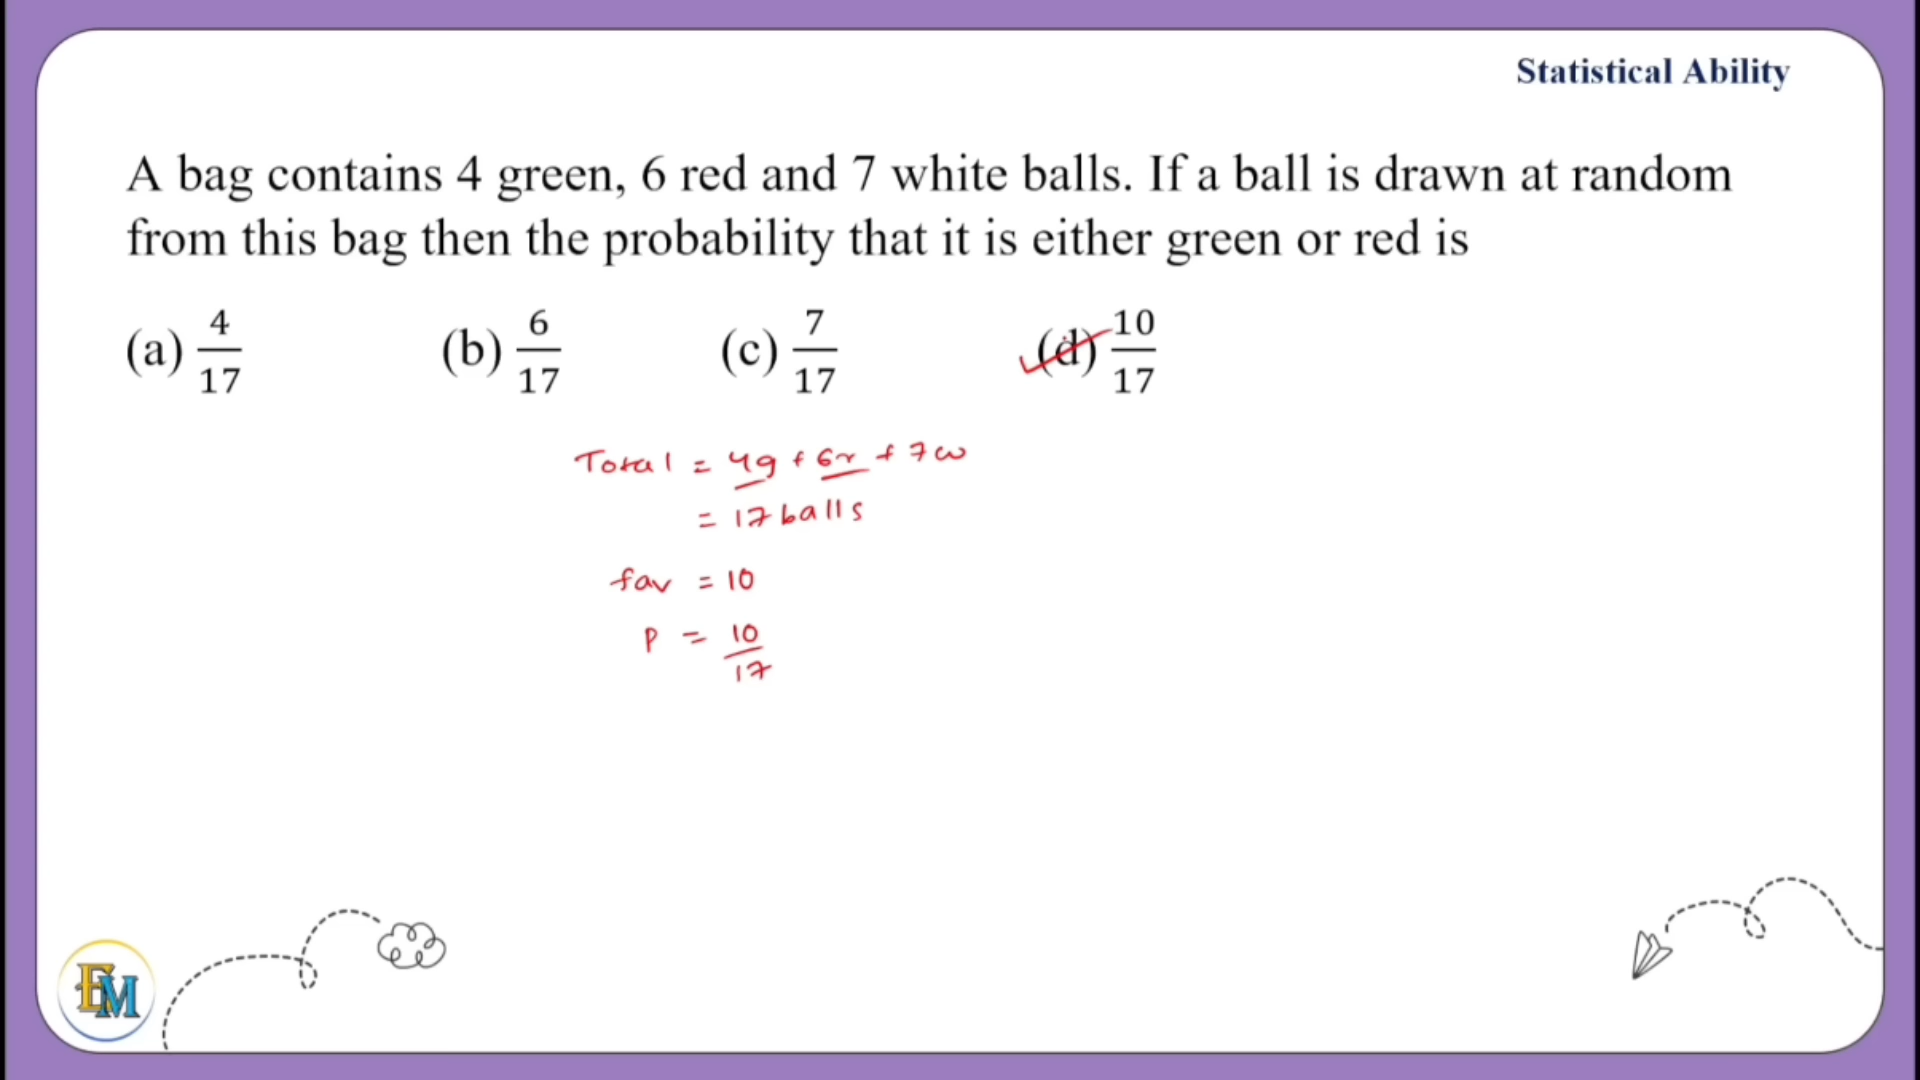 Statistical Ability
A bag contains 4 green, 6 red and 7 white balls. If a ball is drawn at random
from this bag then the probability that it is either green or red is
(a) 4/17 (b) 6/17 (c) 7/17 (d) 10/17
Total = 4g + 6r + 7w
= 17 balls
fav = 10
P = 10/17
EM